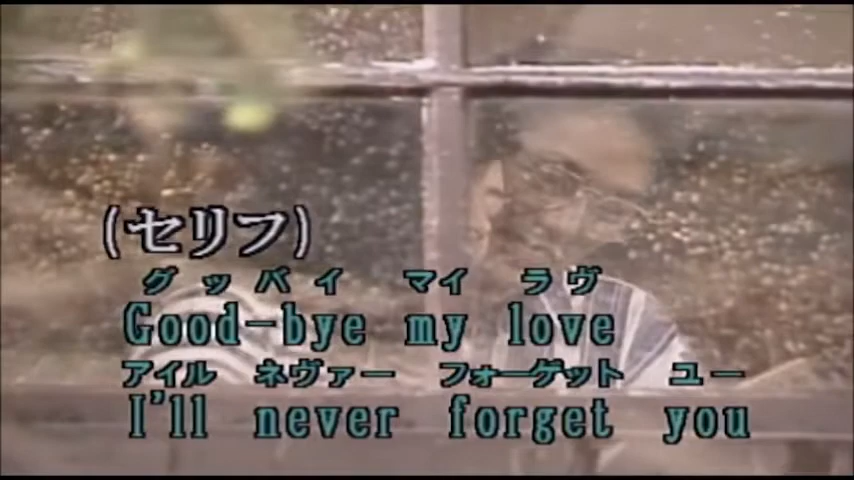 (セリフ)
グッバイ マイ ラヴ
Good-bye my love
アイル ネヴァー フォーゲット ユー
I'll never forget you